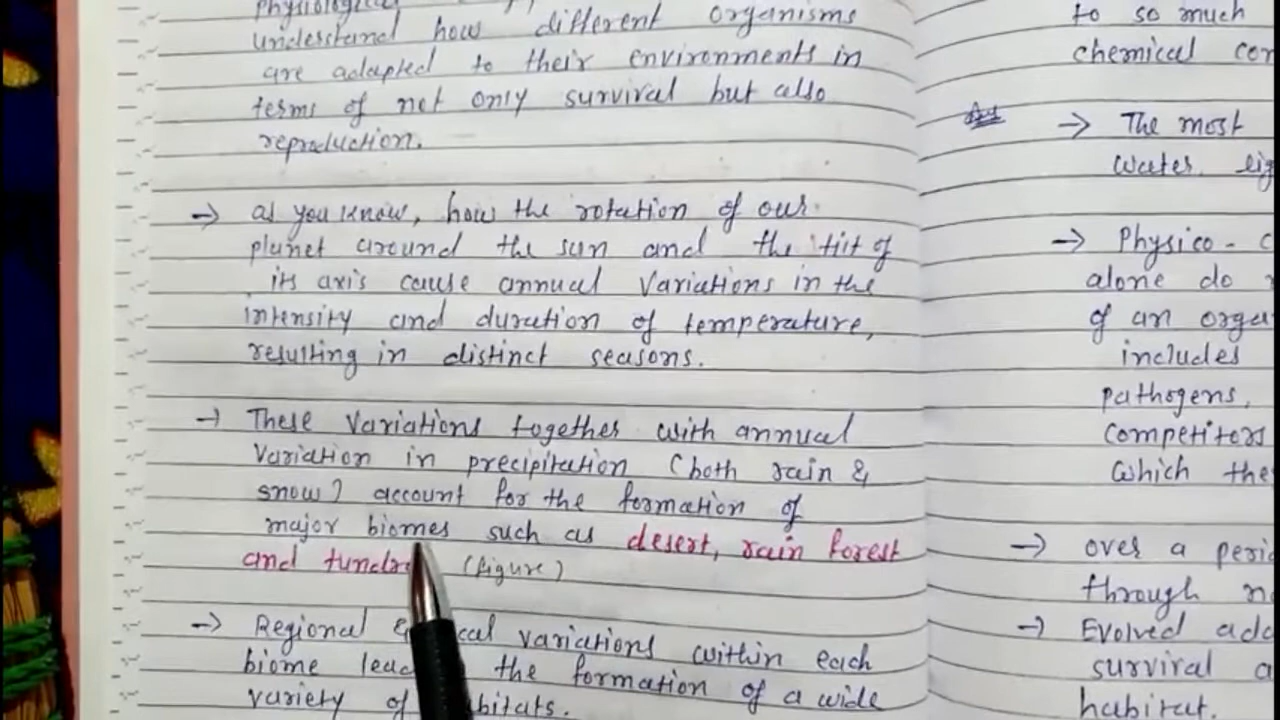 Physiological
understand how different organisms
are adapted to their environments in
terms of not only survival but also
reproduction.
→ as you know, how the rotation of our
planet around the sun and the tilt of
its axis cause annual variations in the
intensity and duration of temperature,
resulting in distinct seasons.
→ These variations together with annual
variation in precipitation (both rain &
snow) account for the formation of
major biomes such as desert, rain forest
and tundra (figure)
→ Regional & local variations within each
biome lead the formation of a wide
variety of habitats.
to so much
chemical
→ The most
water
→ Physico-
alone do
of an
includes
pathogens,
competitors
which
→ over a
through
→ Evolved
survival
habitat.